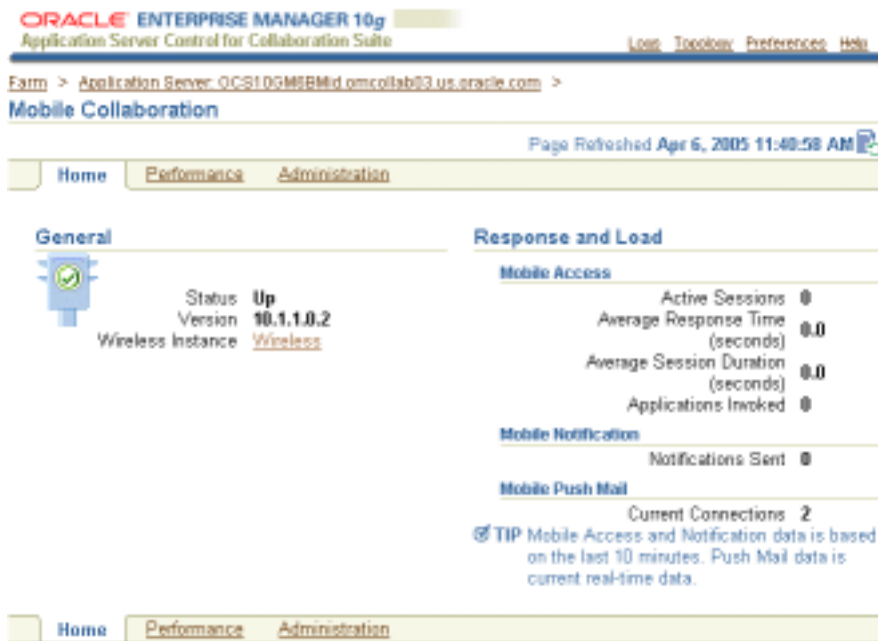 ORACLE ENTERPRISE MANAGER 10g
Application Server Control for Collaboration Suite
Logs Topology Preferences Help
Farm > Application Server: OCS10GM6BMid.omcollab03.us.oracle.com >
Mobile Collaboration
Page Refreshed Apr 6, 2005 11:40:58 AM
Home Performance Administration
General
Status Up
Version 10.1.1.0.2
Wireless Instance Wireless
Response and Load
Mobile Access
Active Sessions 0
Average Response Time
(seconds) 0.0
Average Session Duration
(seconds) 0.0
Applications Invoked 0
Mobile Notification
Notifications Sent 0
Mobile Push Mail
Current Connections 2
TIP Mobile Access and Notification data is based
on the last 10 minutes. Push Mail data is
current real-time data.
Home Performance Administration